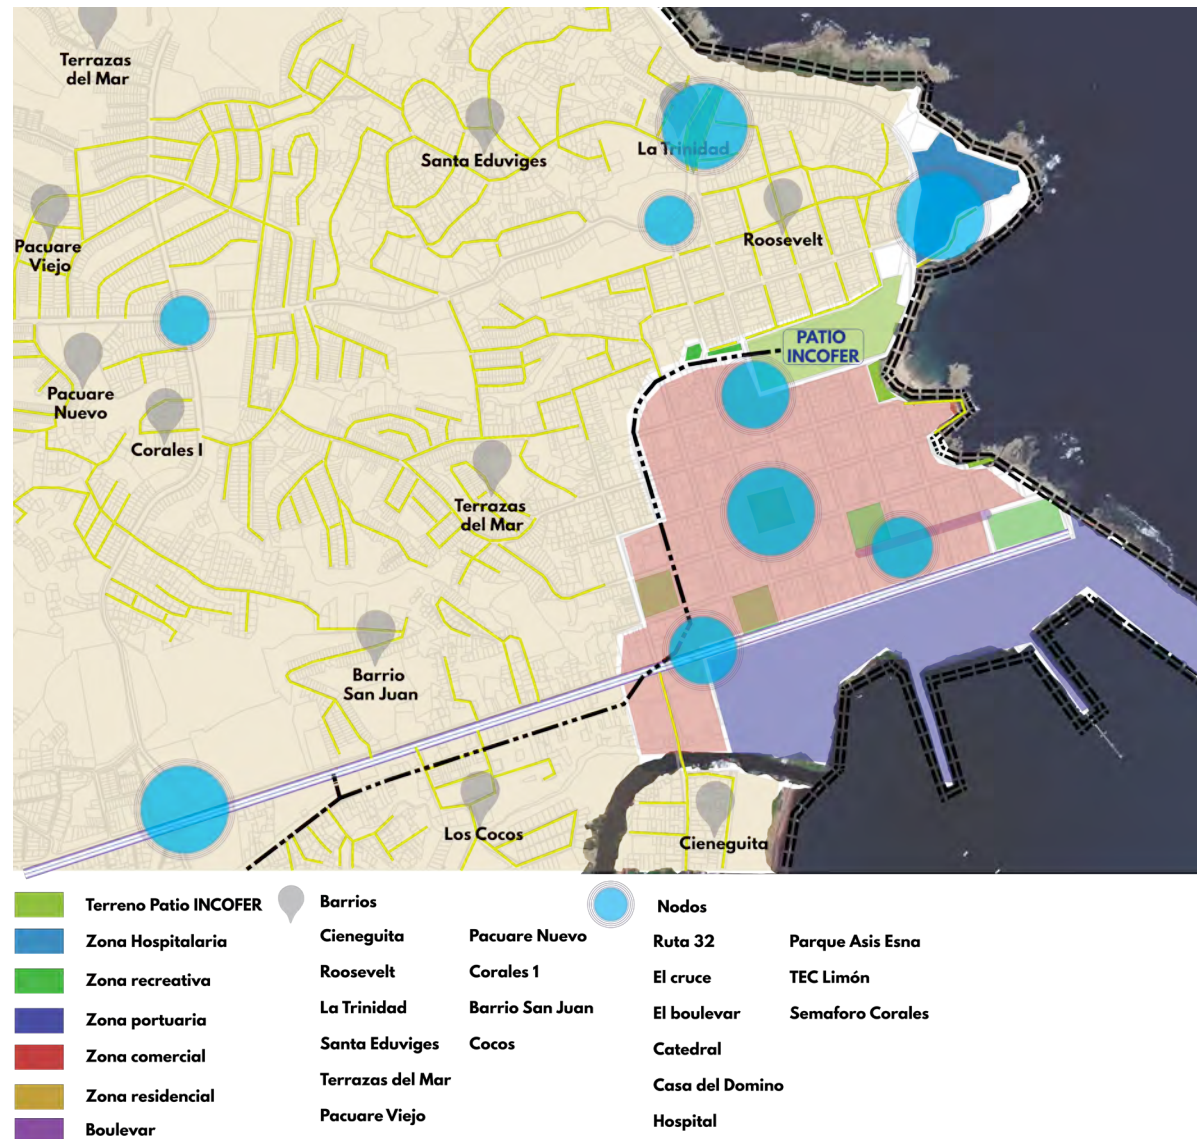 Terrazas
del Mar
Santa Eduviges
La Trinidad
Roosevelt
Pacuare
Viejo
PATIO
INCOFER
Pacuare
Nuevo
Corales I
Terrazas
del Mar
Barrio
San Juan
Los Cocos
Cieneguita
Terreno Patio INCOFER
Zona Hospitalaria
Zona recreativa
Zona portuaria
Zona comercial
Zona residencial
Boulevar
Barrios
Cieneguita
Roosevelt
La Trinidad
Santa Eduviges
Terrazas del Mar
Pacuare Viejo
Pacuare Nuevo
Corales 1
Barrio San Juan
Cocos
Nodos
Ruta 32
El cruce
El boulevar
Catedral
Casa del Domino
Hospital
Parque Asis Esna
TEC Limón
Semaforo Corales